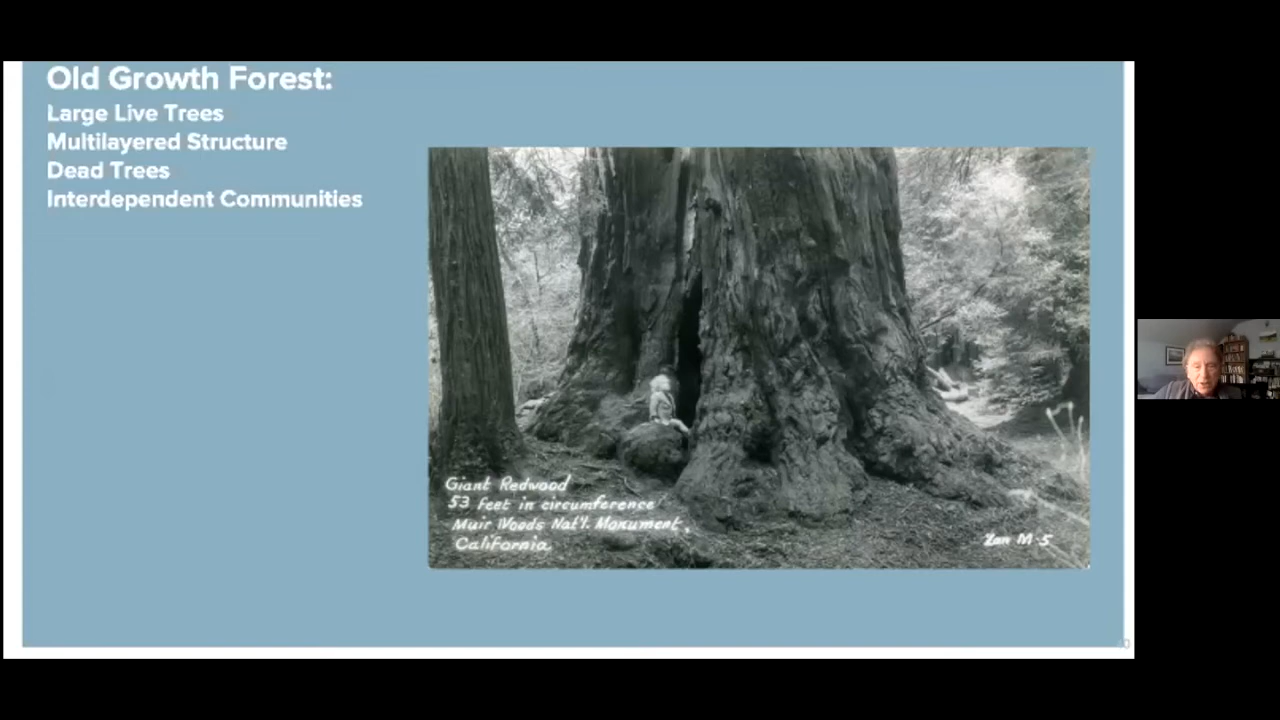 Old Growth Forest:
Large Live Trees
Multilayered Structure
Dead Trees
Interdependent Communities
Giant Redwood
53 feet in circumference
Muir Woods Nat'l. Monument,
California
Zan M-5
40